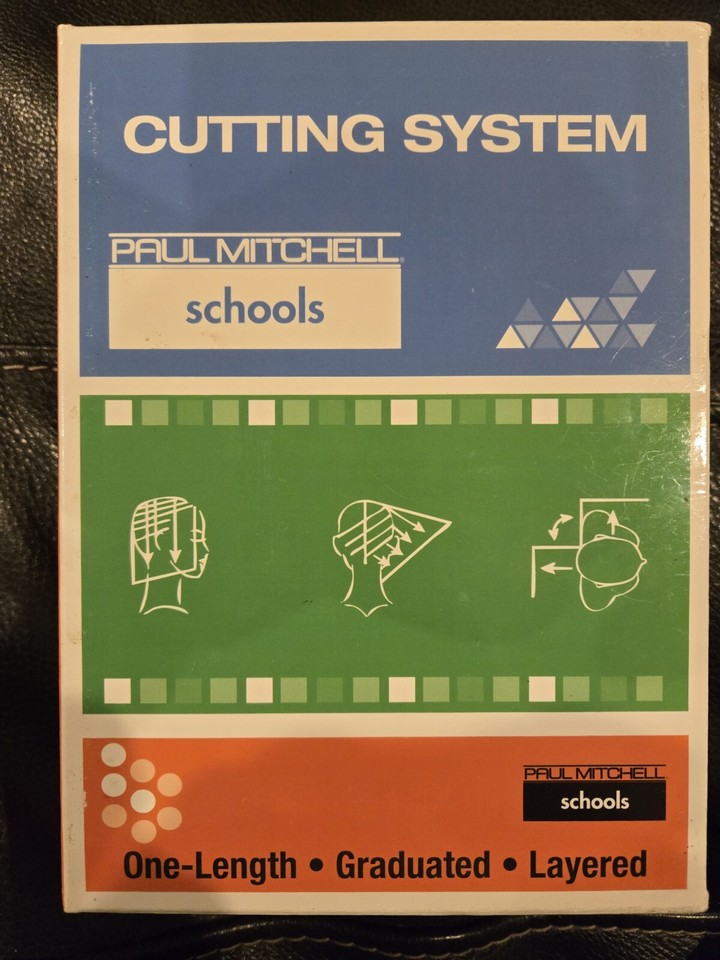 CUTTING SYSTEM
PAUL MITCHELL®
schools
PAUL MITCHELL
schools
One-Length • Graduated • Layered